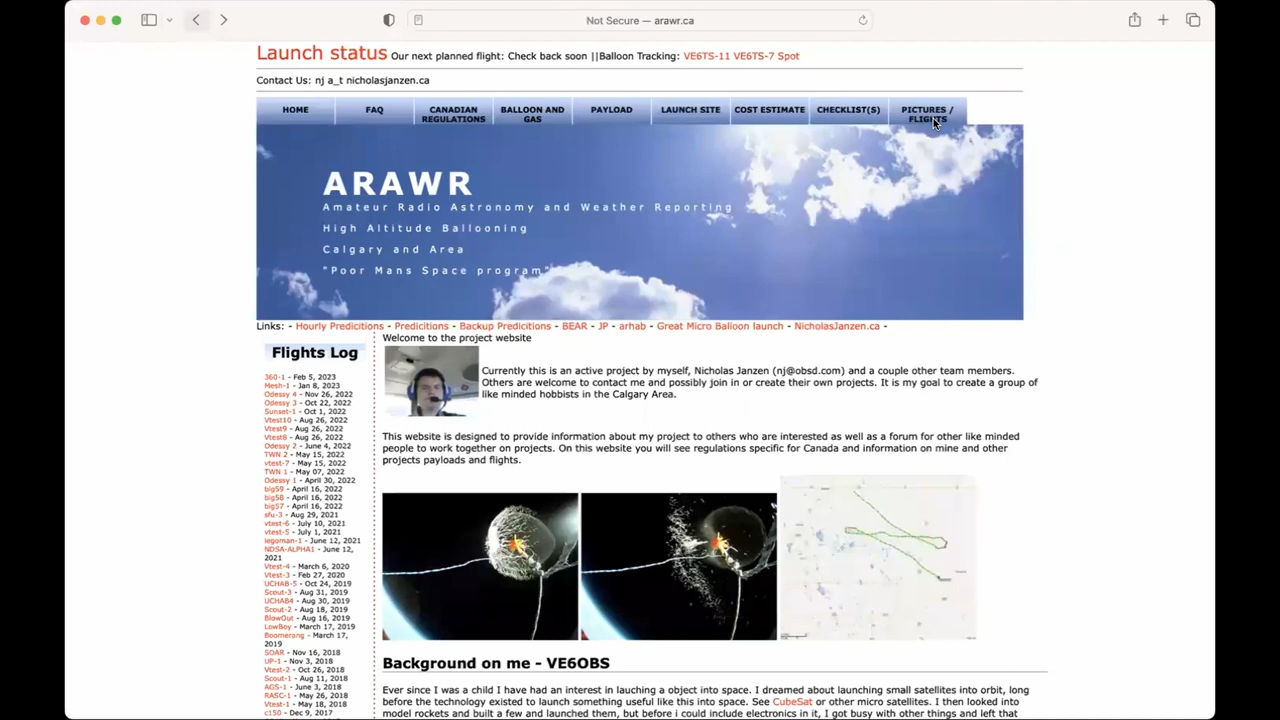 Not Secure — arawr.ca
Launch status Our next planned flight: Check back soon ||Balloon Tracking: VE6TS-11 VE6TS-7 Spot
Contact Us: nj a_t nicholasjanzen.ca
HOME
FAQ
CANADIAN REGULATIONS
BALLOON AND GAS
PAYLOAD
LAUNCH SITE
COST ESTIMATE
CHECKLIST(S)
PICTURES / FLIGHTS
ARAWR
Amateur Radio Astronomy and Weather Reporting
High Altitude Ballooning
Calgary and Area
"Poor Mans Space program"
Links: - Hourly Predicitions - Predicitions - Backup Predicitions - BEAR - JP - arhab - Great Micro Balloon launch - NicholasJanzen.ca -
Flights Log
360-1 - Feb 5, 2023
Mesh-1 - Jan 8, 2023
Odessy 4 - Nov 26, 2022
Odessy 3 - Oct 22, 2022
Sunset-1 - Oct 1, 2022
Vtest10 - Aug 26, 2022
Vtest9 - Aug 26, 2022
Vtest8 - Aug 26, 2022
Odessy 2 - June 4, 2022
TWN 2 - May 15, 2022
vtest-7 - May 15, 2022
TWN 1 - May 07, 2022
Odessy 1 - April 30, 2022
big59 - April 16, 2022
big58 - April 16, 2022
big57 - April 16, 2022
sfu-3 - Aug 29, 2021
vtest-6 - July 10, 2021
vtest-5 - July 1, 2021
legoman-1 - June 12, 2021
NDSA-ALPHA1 - June 12,
2021
Vtest-4 - March 6, 2020
Vtest-3 - Feb 27, 2020
UCHAB-5 - Oct 24, 2019
Scout-3 - Aug 31, 2019
UCHAB4 - Aug 30, 2019
Scout-2 - Aug 18, 2019
BlowOut - Aug 16, 2019
LowBoy - March 17, 2019
Boomerang - March 17,
2019
SOAR - Nov 16, 2018
UP-1 - Nov 3, 2018
Vtest-2 - Oct 26, 2018
Scout-1 - Aug 11, 2018
AGS-1 - June 3, 2018
RASC-1 - May 26, 2018
Vtest-1 - May 18, 2018
c150 - Dec 9, 2017
Welcome to the project website
Currently this is an active project by myself, Nicholas Janzen (nj@obsd.com) and a couple other team members.
Others are welcome to contact me and possibly join in or create their own projects. It is my goal to create a group of
like minded hobbists in the Calgary Area.
This website is designed to provide information about my project to others who are interested as well as a forum for other like minded
people to work together on projects. On this website you will see regulations specific for Canada and information on mine and other
projects payloads and flights.
Background on me - VE6OBS
Ever since I was a child I have had an interest in lauching a object into space. I dreamed about launching small satellites into orbit, long
before the technology existed to launch something useful like this into space. See CubeSat or other micro satellites. I then looked into
model rockets and built a few and launched them, but before i could include electronics in it, I got busy with other things and left that